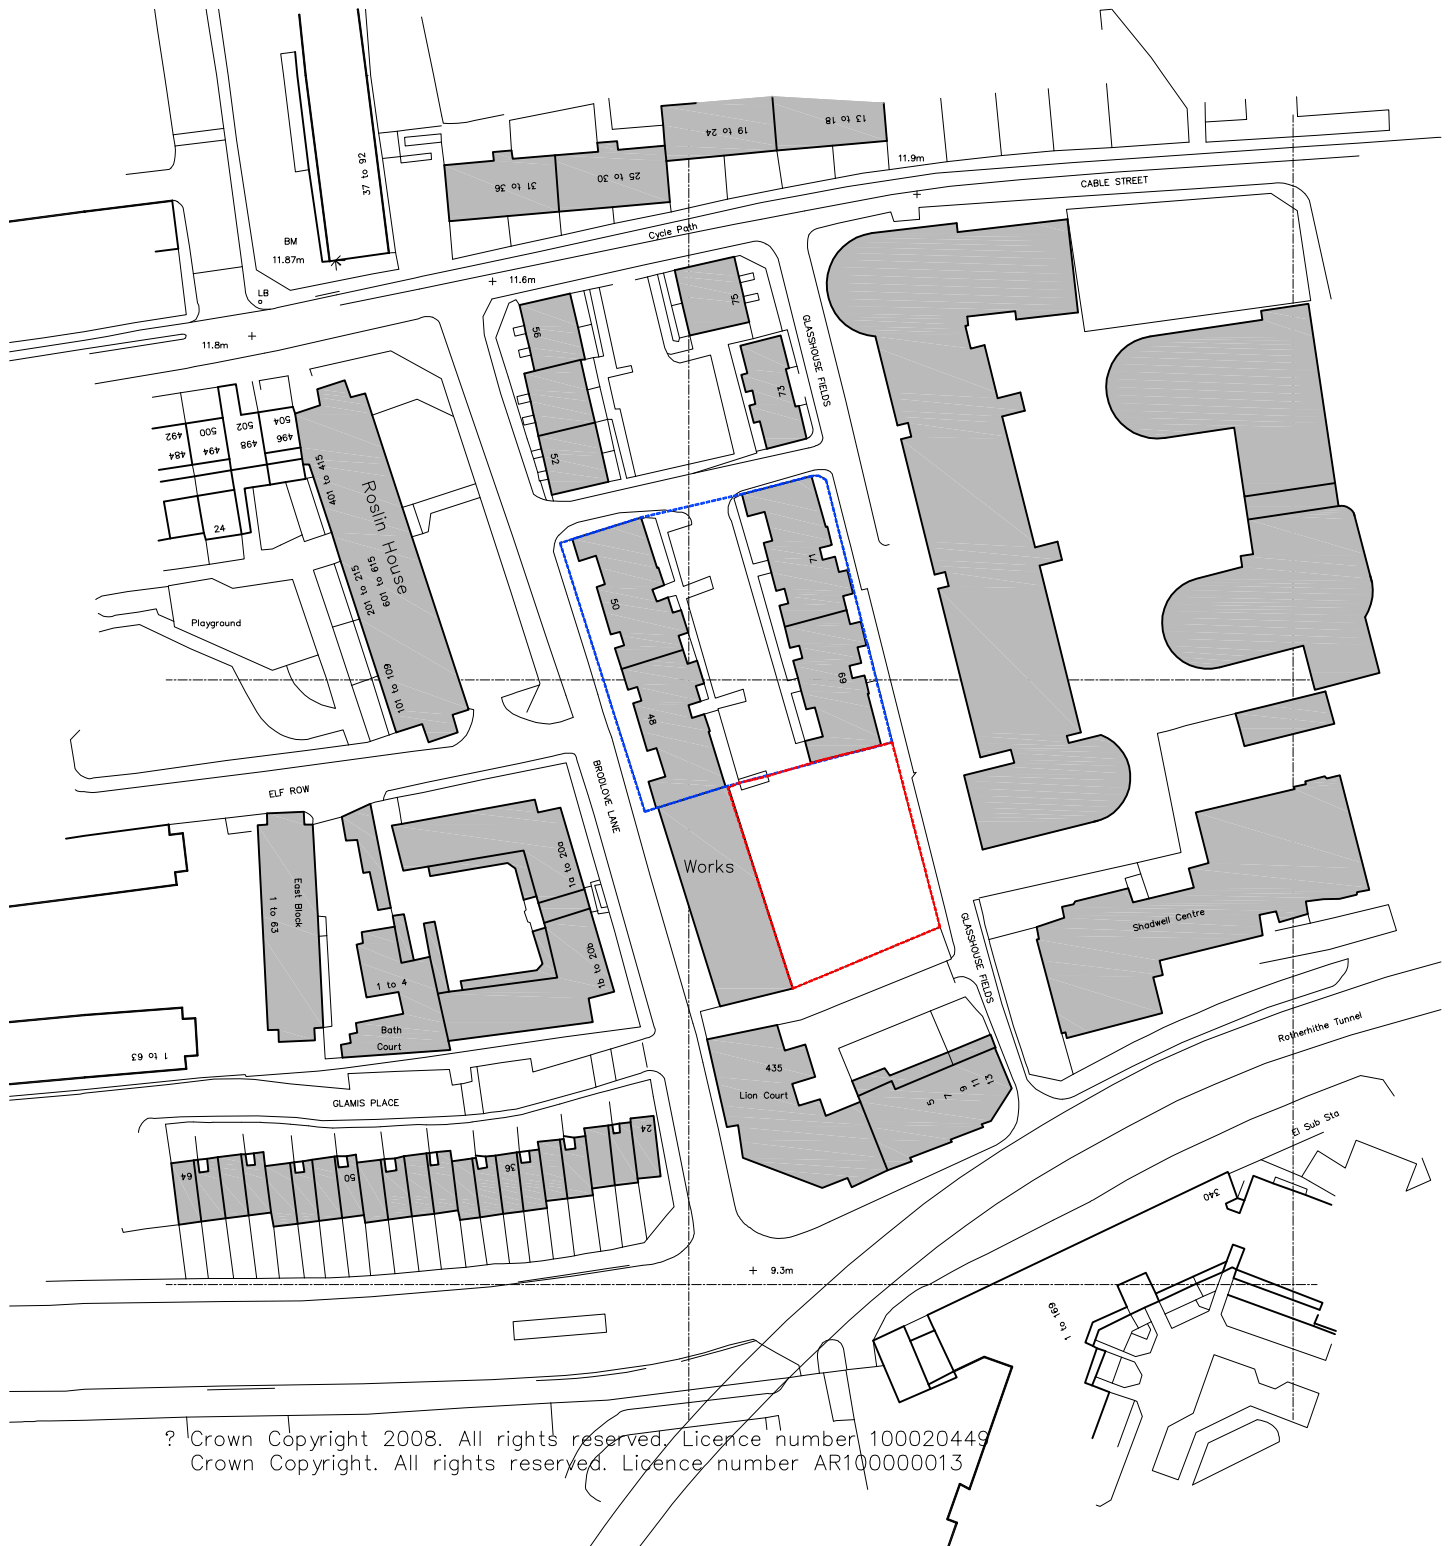 37 to 92
31 to 36
25 to 30
19 to 24
13 to 18
11.9m
CABLE STREET
Cycle Path
BM
11.87m
LB
11.6m
11.8m
56
52
75
73
GLASSHOUSE FIELDS
492
484
500
494
502
498
504
496
24
401 to 415
Roslin House
201 to 215
601 to 615
101 to 109
Playground
50
48
71
69
ELF ROW
BRODLOVE LANE
Works
East Block
1 to 63
1a to 20a
1b to 20b
1 to 4
Bath
Court
1 to 63
GLASSHOUSE FIELDS
Shadwell Centre
Rotherhithe Tunnel
435
Lion Court
5
7
9
11
13
GLAMIS PLACE
64
50
36
24
El Sub Sta
340
9.3m
1 to 169
? Crown Copyright 2008. All rights reserved. Licence number 100020449
Crown Copyright. All rights reserved. Licence number AR100000013